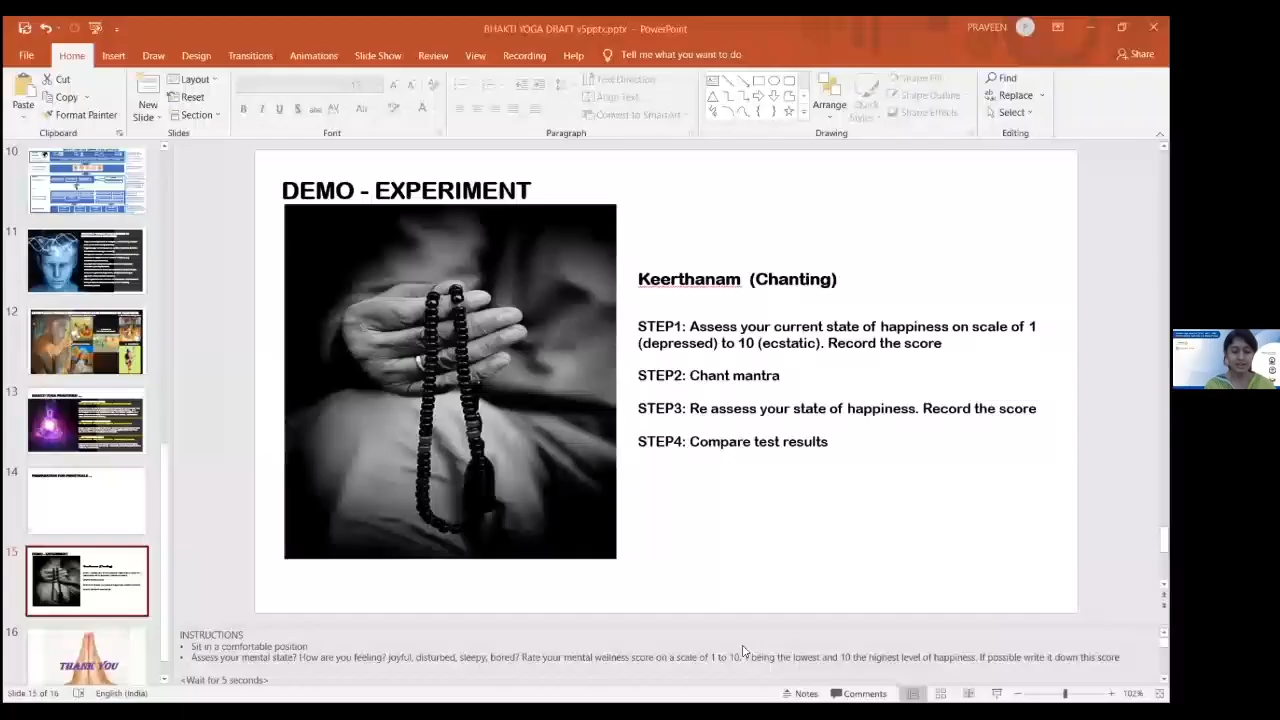 BHAKTI YOGA DRAFT v5pptx.pptx - PowerPoint
PRAVEEN
P
File Home Insert Draw Design Transitions Animations Slide Show Review View Recording Help Tell me what you want to do
Share
Paste
Cut
Copy
Format Painter
Clipboard
New
Slide
Layout
Reset
Section
Slides
Font
Text Direction
Align Text
Convert to SmartArt
Paragraph
Arrange
Quick
Styles
Shape Fill
Shape Outline
Shape Effects
Drawing
Find
Replace
Select
Editing
10
11
12
13
14
15
DEMO - EXPERIMENT
16
THANK YOU
DEMO - EXPERIMENT
Keerthanam (Chanting)
STEP1: Assess your current state of happiness on scale of 1
(depressed) to 10 (ecstatic). Record the score
STEP2: Chant mantra
STEP3: Re assess your state of happiness. Record the score
STEP4: Compare test results
INSTRUCTIONS
• Sit in a comfortable position
• Assess your mental state? How are you feeling? joyful, disturbed, sleepy, bored? Rate your mental wellness score on a scale of 1 to 10. being the lowest and 10 the highest level of happiness. If possible write it down this score
<Wait for 5 seconds>
Slide 15 of 16 English (India)
Notes Comments 102%